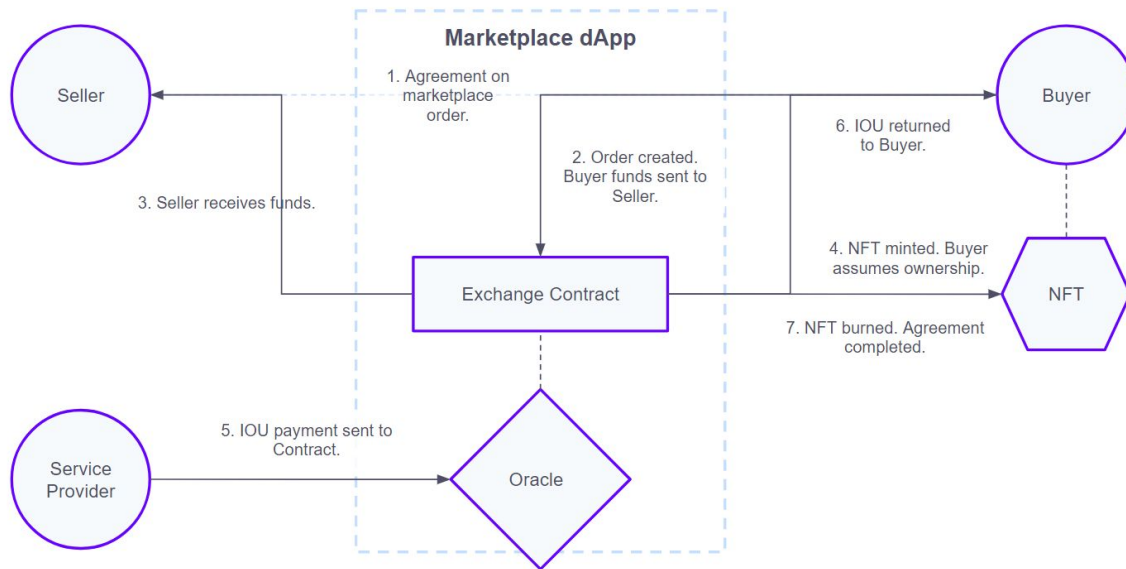 Marketplace dApp
Seller
1. Agreement on
marketplace
order.
Buyer
6. IOU returned
to Buyer.
2. Order created.
Buyer funds sent to
Seller.
3. Seller receives funds.
4. NFT minted. Buyer
assumes ownership.
Exchange Contract
NFT
7. NFT burned. Agreement
completed.
5. IOU payment sent to
Contract.
Service
Provider
Oracle